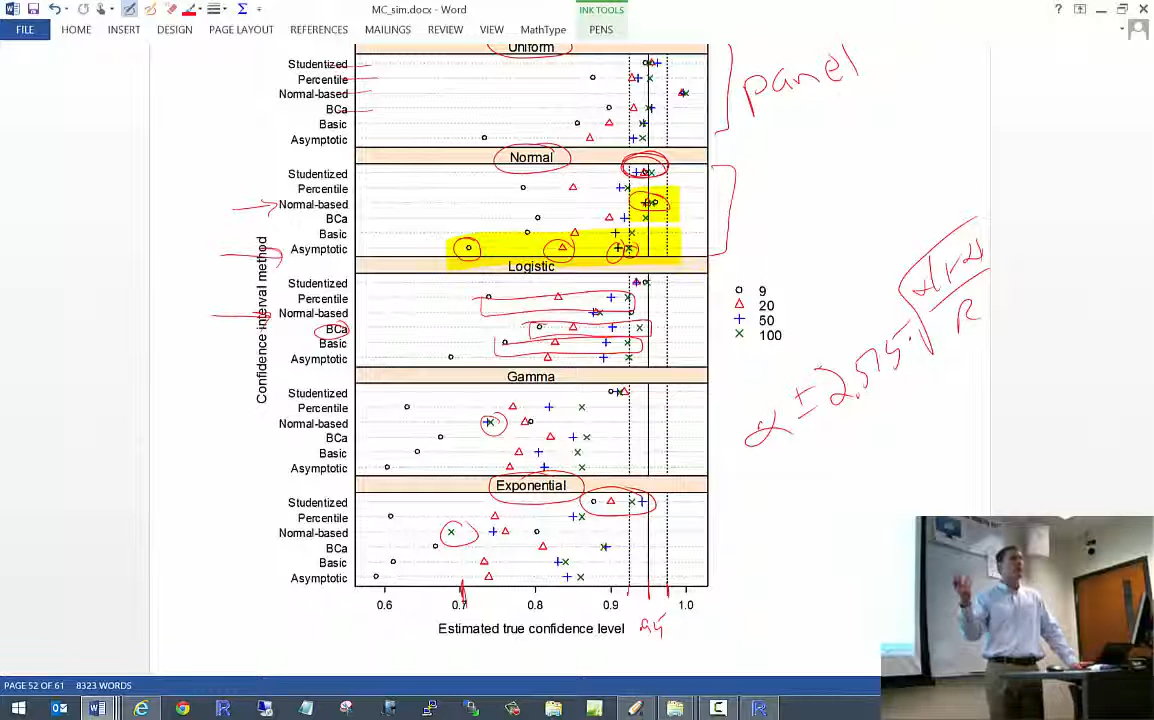 MC_sim.docx - Word
INK TOOLS
FILE HOME INSERT DESIGN PAGE LAYOUT REFERENCES MAILINGS REVIEW VIEW MathType PENS
Uniform
Studentized
Percentile
Normal-based
BCa
Basic
Asymptotic
panel
Normal
Studentized
Percentile
Normal-based
BCa
Basic
Asymptotic
Logistic
Studentized
Percentile
Normal-based
BCa
Basic
Asymptotic
Gamma
Studentized
Percentile
Normal-based
BCa
Basic
Asymptotic
Exponential
Studentized
Percentile
Normal-based
BCa
Basic
Asymptotic
Confidence interval method
9
20
50
100
α ± 2.575·
R
0.6 0.7 0.8 0.9 1.0
Estimated true confidence level
.95
PAGE 52 OF 61 8323 WORDS